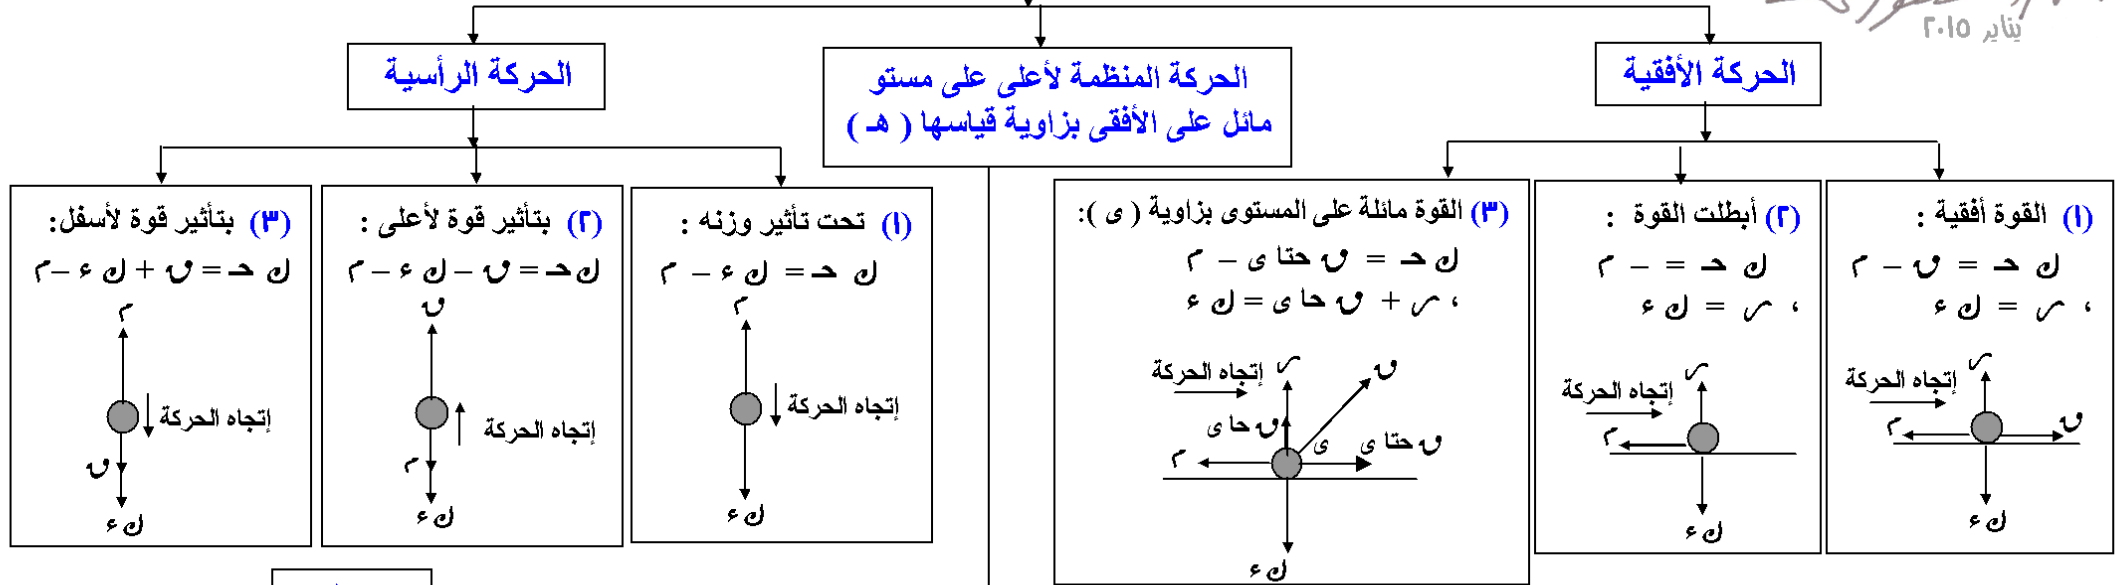 يناير ٢٠١٥
الحركة الأفقية
الحركة المنظمة لأعلى على مستو
مائل على الأفقى بزاوية قياسها ( هـ )
الحركة الرأسية
(١) القوة أفقية :
ك حـ = ق – م
، ر = ك ء
إتجاه الحركة
ر
م
ق
ك ء
(٢) أبطلت القوة :
ك حـ = – م
، ر = ك ء
إتجاه الحركة
ر
م
ك ء
(٣) القوة مائلة على المستوى بزاوية ( ى ):
ك حـ = ق حتا ى – م
، ر + ق حا ى = ك ء
إتجاه الحركة
ر
ق
ق حا ى
ى
ق حتا ى
م
ك ء
(١) تحت تأثير وزنه :
ك حـ = ك ء – م
م
إتجاه الحركة
ك ء
(٢) بتأثير قوة لأعلى :
ك حـ = ق – ك ء – م
ق
إتجاه الحركة
م
ك ء
(٣) بتأثير قوة لأسفل:
ك حـ = ق + ك ء –م
م
إتجاه الحركة
ق
ك ء